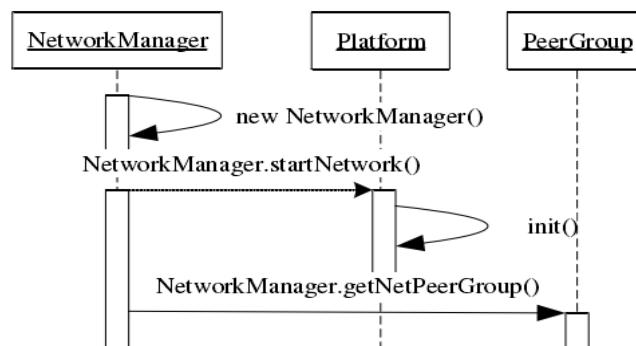 NetworkManager
Platform
PeerGroup
new NetworkManager()
NetworkManager.startNetwork()
init()
NetworkManager.getNetPeerGroup()